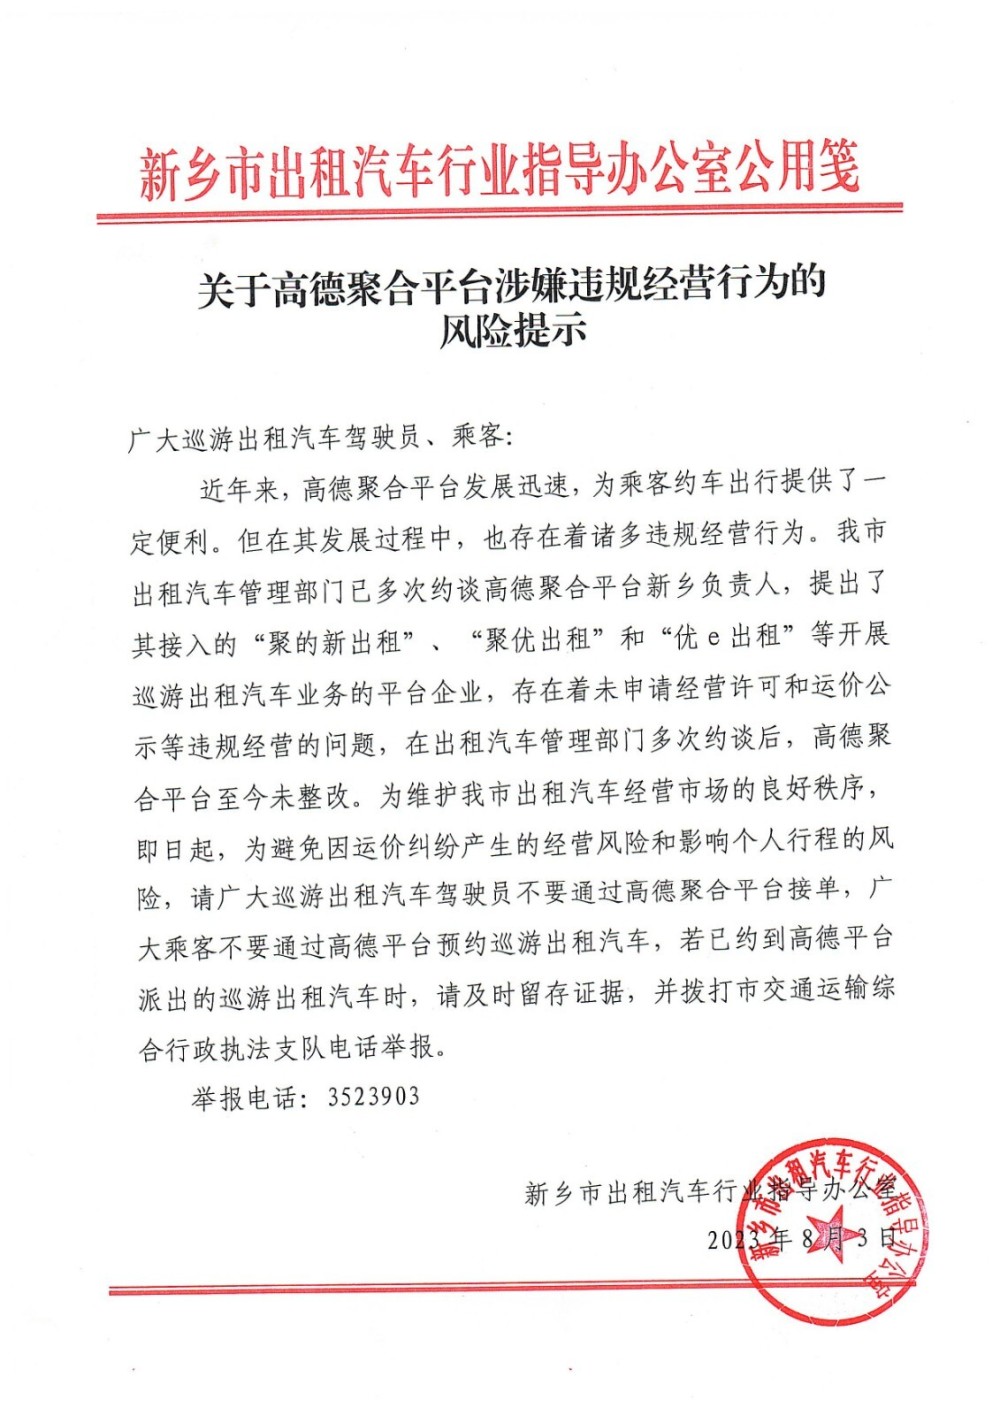 新乡市出租汽车行业指导办公室公用笺
关于高德聚合平台涉嫌违规经营行为的
风险提示
广大巡游出租汽车驾驶员、乘客：
近年来，高德聚合平台发展迅速，为乘客约车出行提供了一
定便利。但在其发展过程中，也存在着诸多违规经营行为。我市
出租汽车管理部门已多次约谈高德聚合平台新乡负责人，提出了
其接入的“聚的新出租”、“聚优出租”和“优e出租”等开展
巡游出租汽车业务的平台企业，存在着未申请经营许可和运价公
示等违规经营的问题，在出租汽车管理部门多次约谈后，高德聚
合平台至今未整改。为维护我市出租汽车经营市场的良好秩序，
即日起，为避免因运价纠纷产生的经营风险和影响个人行程的风
险，请广大巡游出租汽车驾驶员不要通过高德聚合平台接单，广
大乘客不要通过高德平台预约巡游出租汽车，若已约到高德平台
派出的巡游出租汽车时，请及时留存证据，并拨打市交通运输综
合行政执法支队电话举报。
举报电话：3523903
新乡市出租汽车行业指导办公室
2023年8月3日
新乡市出租汽车行业指导办公室